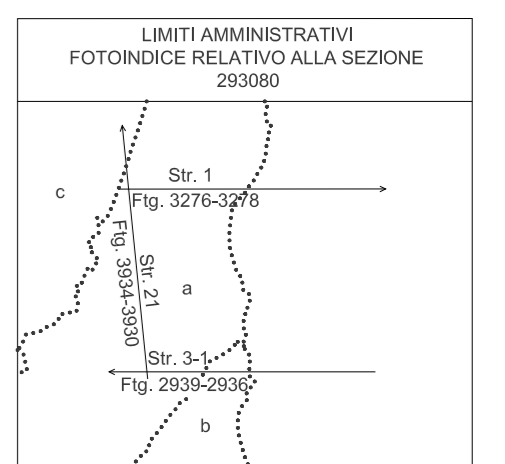 LIMITI AMMINISTRATIVI
FOTOINDICE RELATIVO ALLA SEZIONE
293080
Str. 1
c
Ftg. 3276-3278
Str. 21
Ftg. 3934-3930
a
Str. 3-1
Ftg. 2939-2936
b